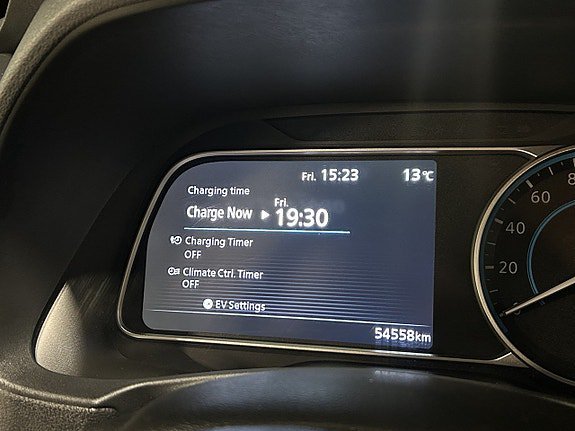 Fri. 15:23 13°C
Charging time
Fri.
Charge Now ▶ 19:30
Charging Timer
OFF
Climate Ctrl. Timer
OFF
EV Settings
54558km
80
60
40
20